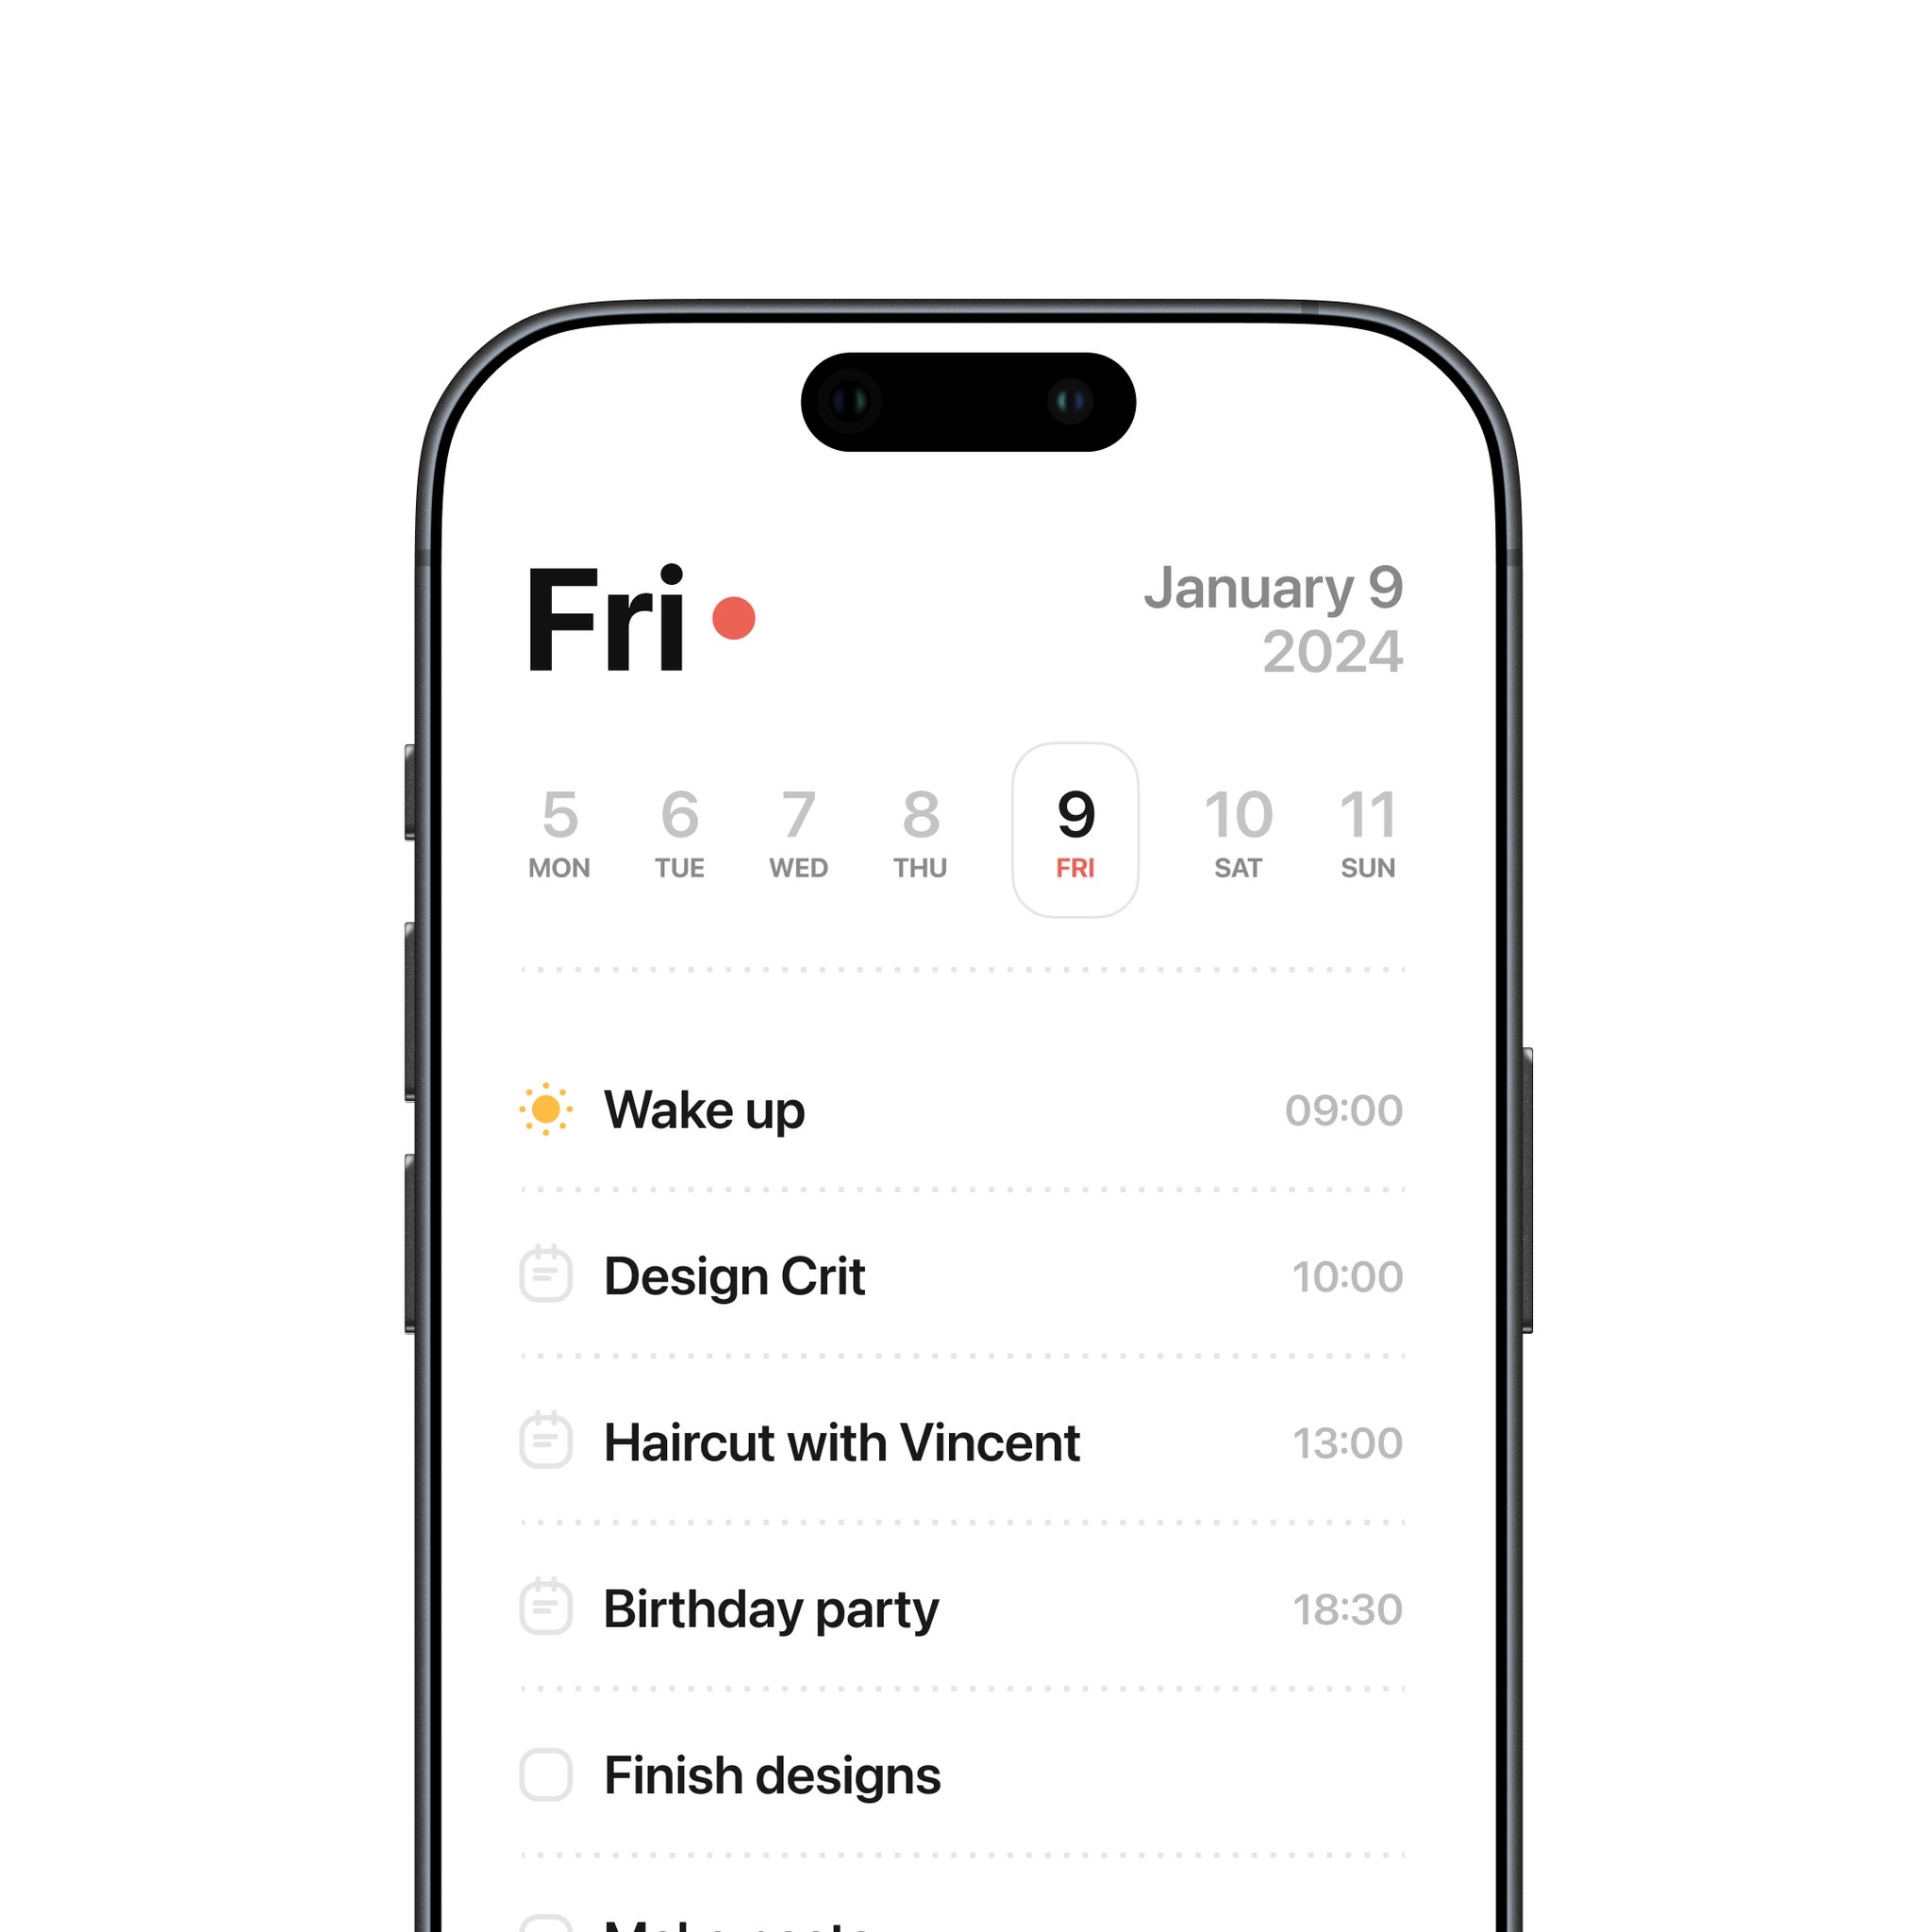 Fri
January 9
2024
5 6 7 8 9 10 11
MON TUE WED THU FRI SAT SUN
Wake up 09:00
Design Crit 10:00
Haircut with Vincent 13:00
Birthday party 18:30
Finish designs